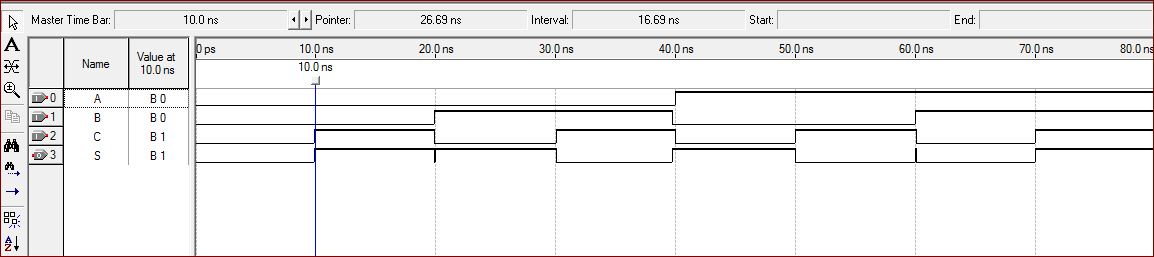 Master Time Bar: 10.0 ns Pointer: 26.69 ns Interval: 16.69 ns Start: End:
A
Name Value at 10.0 ns
0 ps 10.0 ns 20.0 ns 30.0 ns 40.0 ns 50.0 ns 60.0 ns 70.0 ns 80.0 ns
10.0 ns
0 A B 0
1 B B 0
2 C B 1
3 S B 1
A
Z